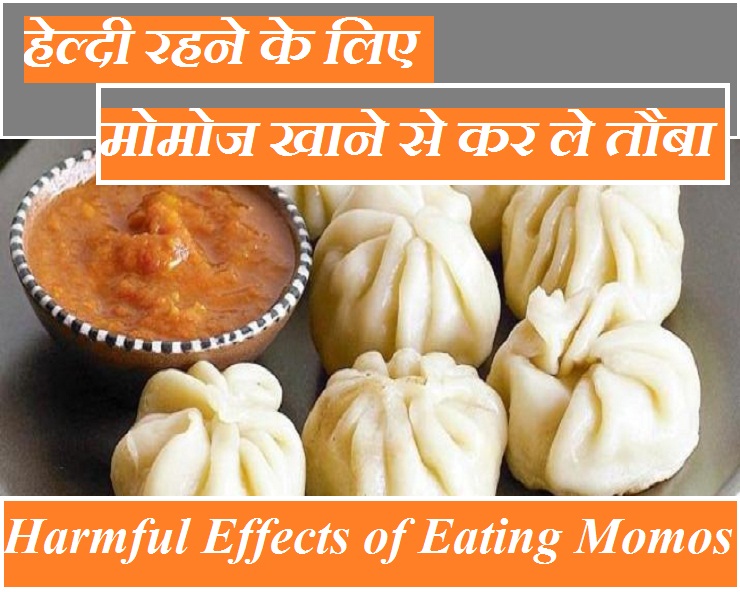 हेल्दी रहने के लिए
मोमोज खाने से कर ले तौबा
Harmful Effects of Eating Momos